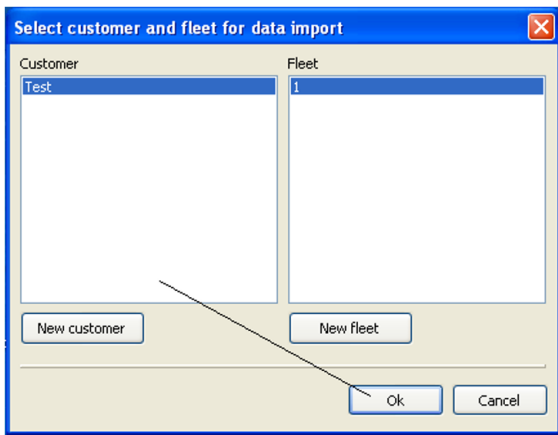 Select customer and fleet for data import
Customer
Fleet
Test
1
New customer
New fleet
Ok
Cancel